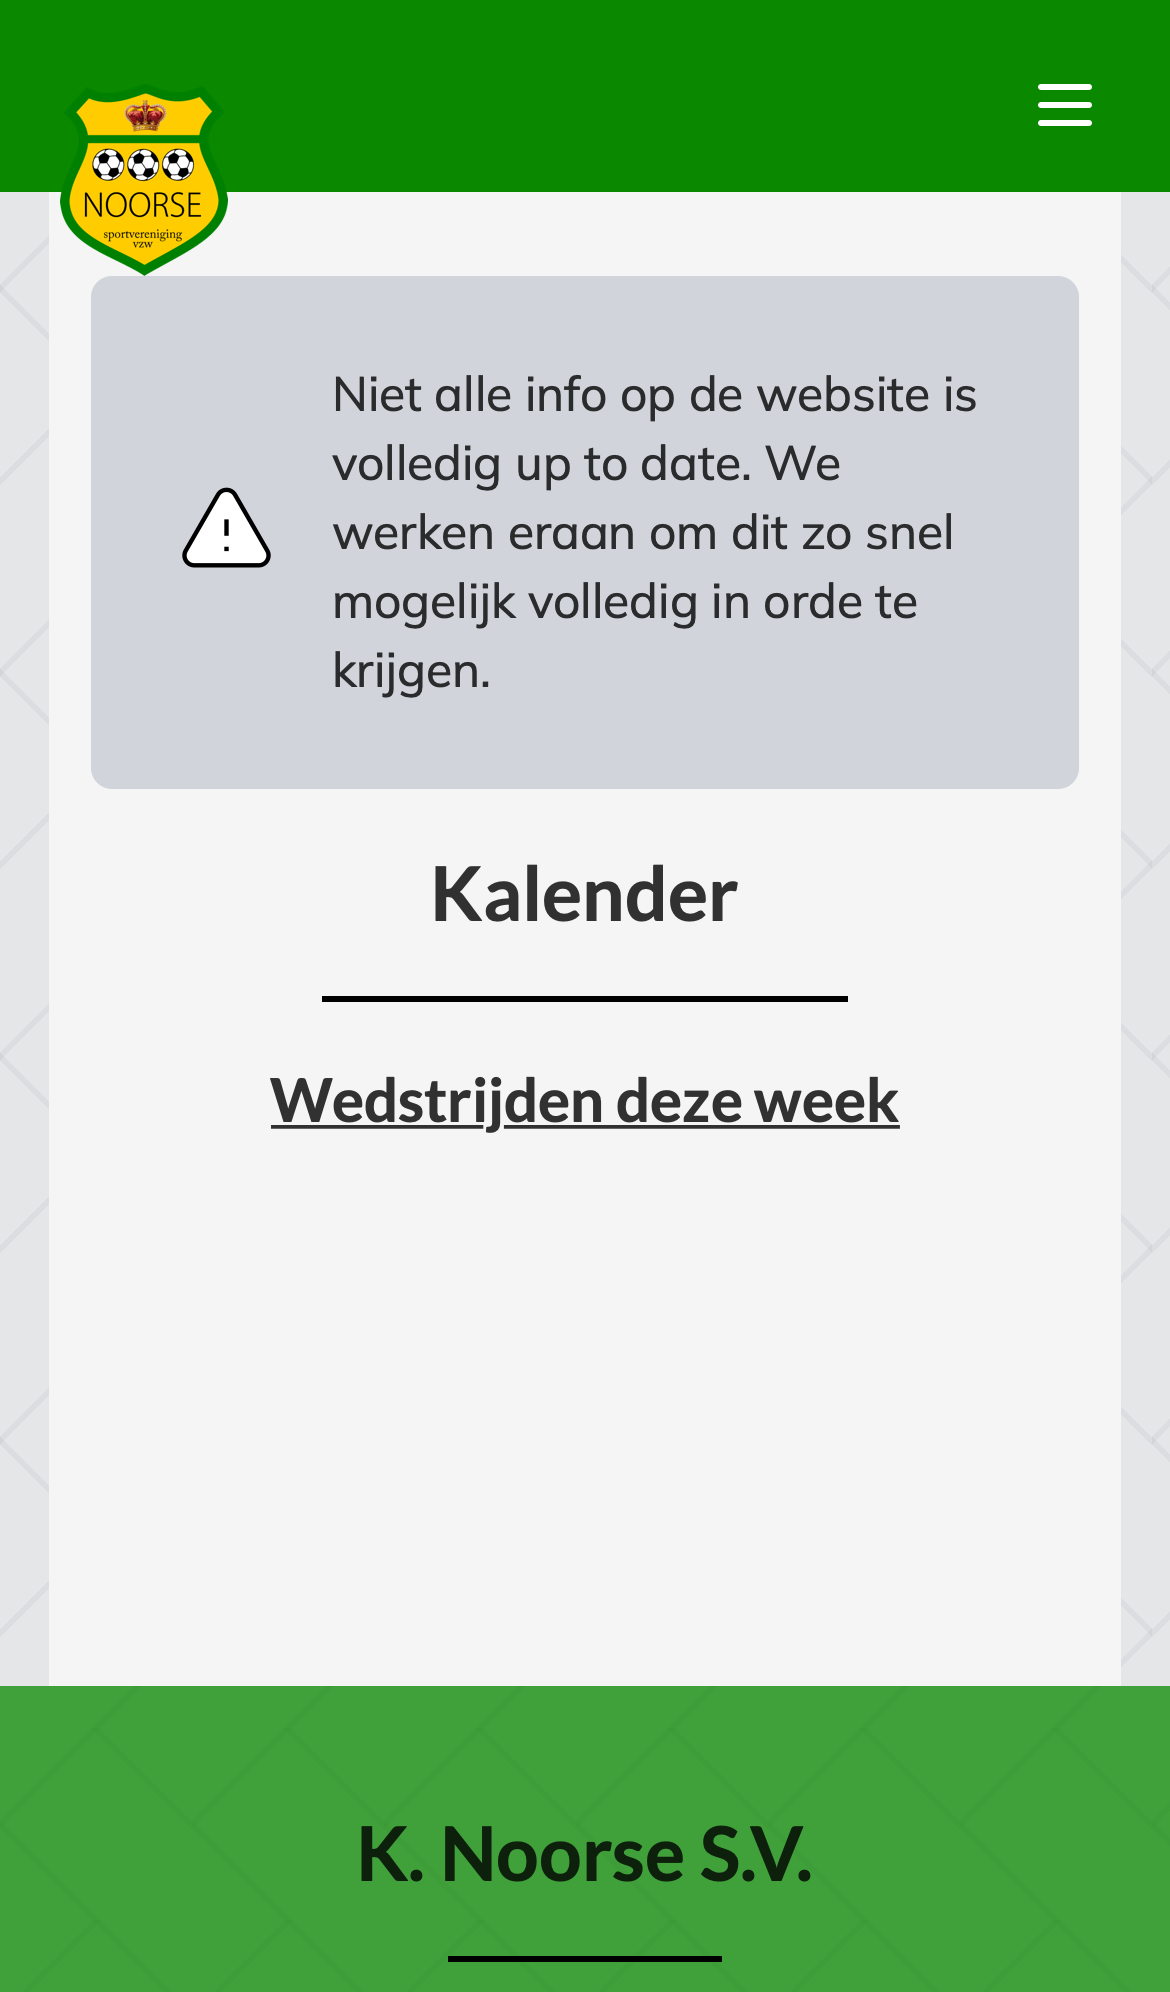 NOORSE
sportvereniging
vzw
Niet alle info op de website is
volledig up to date. We
werken eraan om dit zo snel
mogelijk volledig in orde te
krijgen.
Kalender
Wedstrijden deze week
K. Noorse S.V.